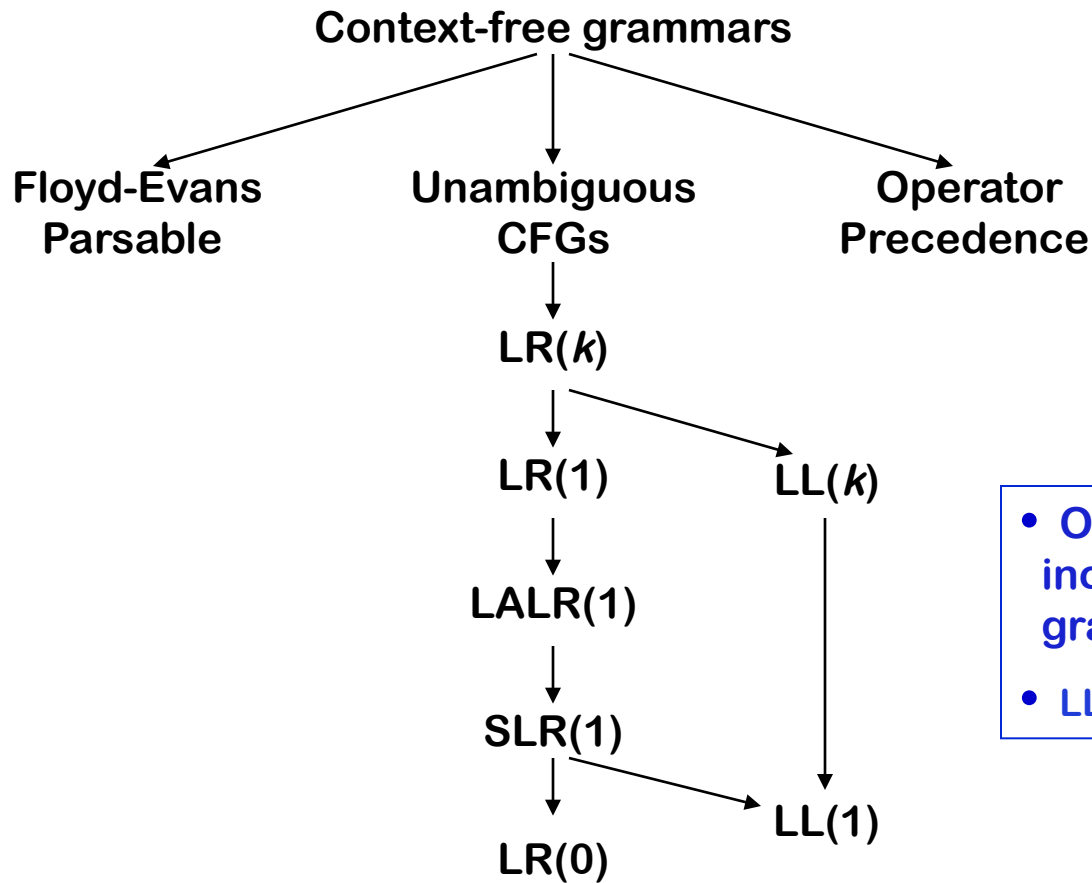 Context-free grammars
Floyd-Evans
Parsable
Unambiguous
CFGs
Operator
Precedence
LR(k)
LR(1)
LL(k)
LALR(1)
SLR(1)
LL(1)
LR(0)
•
•